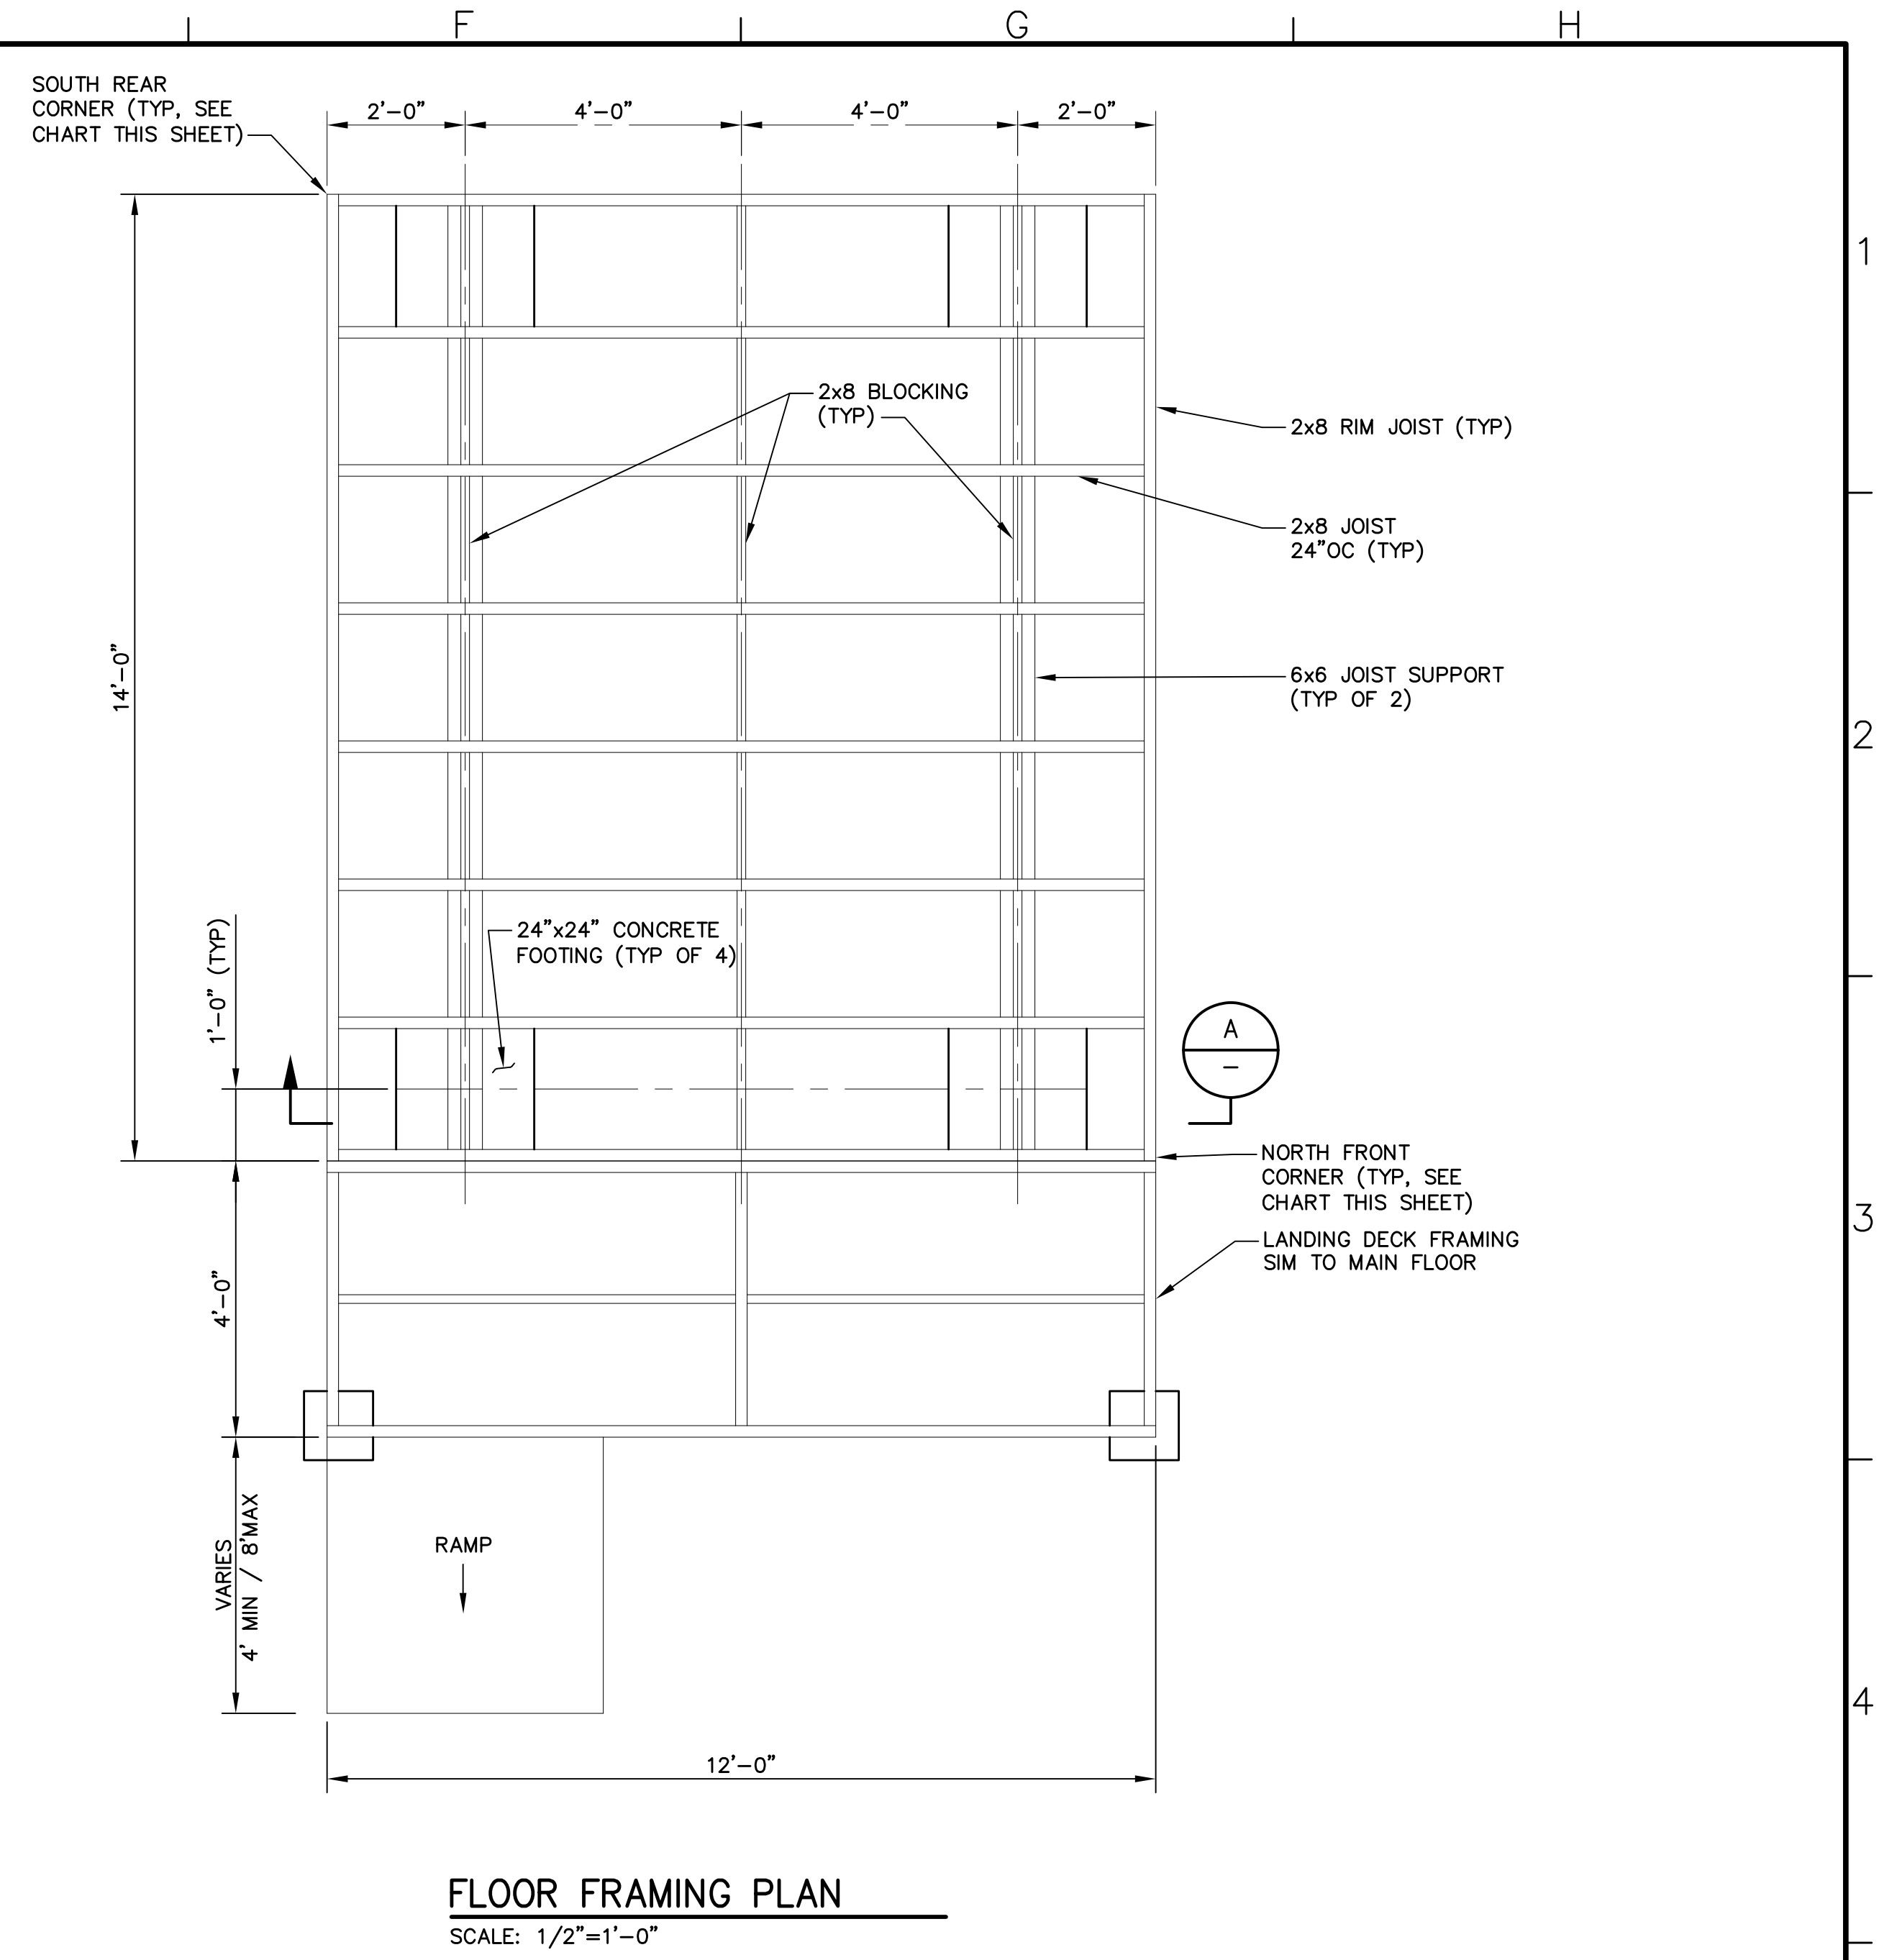 F G H
SOUTH REAR
CORNER (TYP, SEE
CHART THIS SHEET)
2'-0" 4'-0" 4'-0" 2'-0"
1
2x8 BLOCKING
(TYP)
2x8 RIM JOIST (TYP)
2x8 JOIST
24"OC (TYP)
14'-0"
6x6 JOIST SUPPORT
(TYP OF 2)
2
1'-0" (TYP)
24"x24" CONCRETE
FOOTING (TYP OF 4)
A
-
NORTH FRONT
CORNER (TYP, SEE
CHART THIS SHEET)
3
LANDING DECK FRAMING
SIM TO MAIN FLOOR
4'-0"
VARIES
4' MIN / 8'MAX
RAMP
4
12'-0"
FLOOR FRAMING PLAN
SCALE: 1/2"=1'-0"